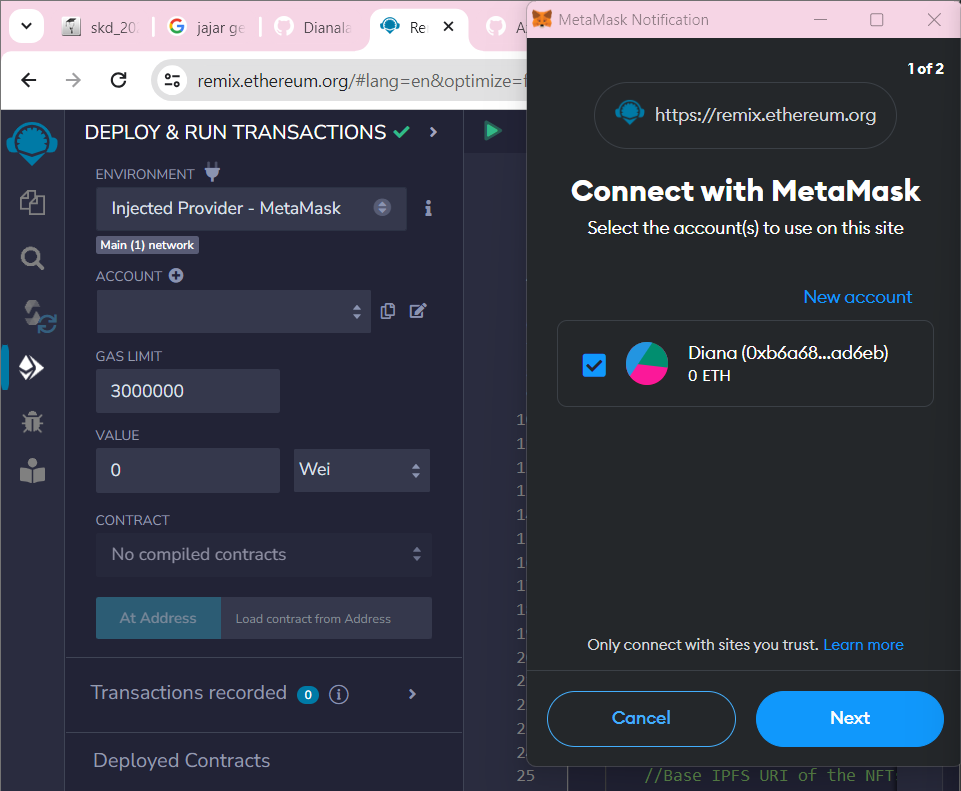 skd_20
jajar ge
Dianala
Re
A
MetaMask Notification
remix.ethereum.org/#lang=en&optimize=f
DEPLOY & RUN TRANSACTIONS
ENVIRONMENT
Injected Provider - MetaMask
Main (1) network
ACCOUNT
GAS LIMIT
3000000
VALUE
0
Wei
CONTRACT
No compiled contracts
At Address
Load contract from Address
Transactions recorded 0
Deployed Contracts
1 of 2
https://remix.ethereum.org
Connect with MetaMask
Select the account(s) to use on this site
New account
Diana (0xb6a68...ad6eb)
0 ETH
Only connect with sites you trust. Learn more
Cancel
Next
25
//Base IPFS URI of the NFT